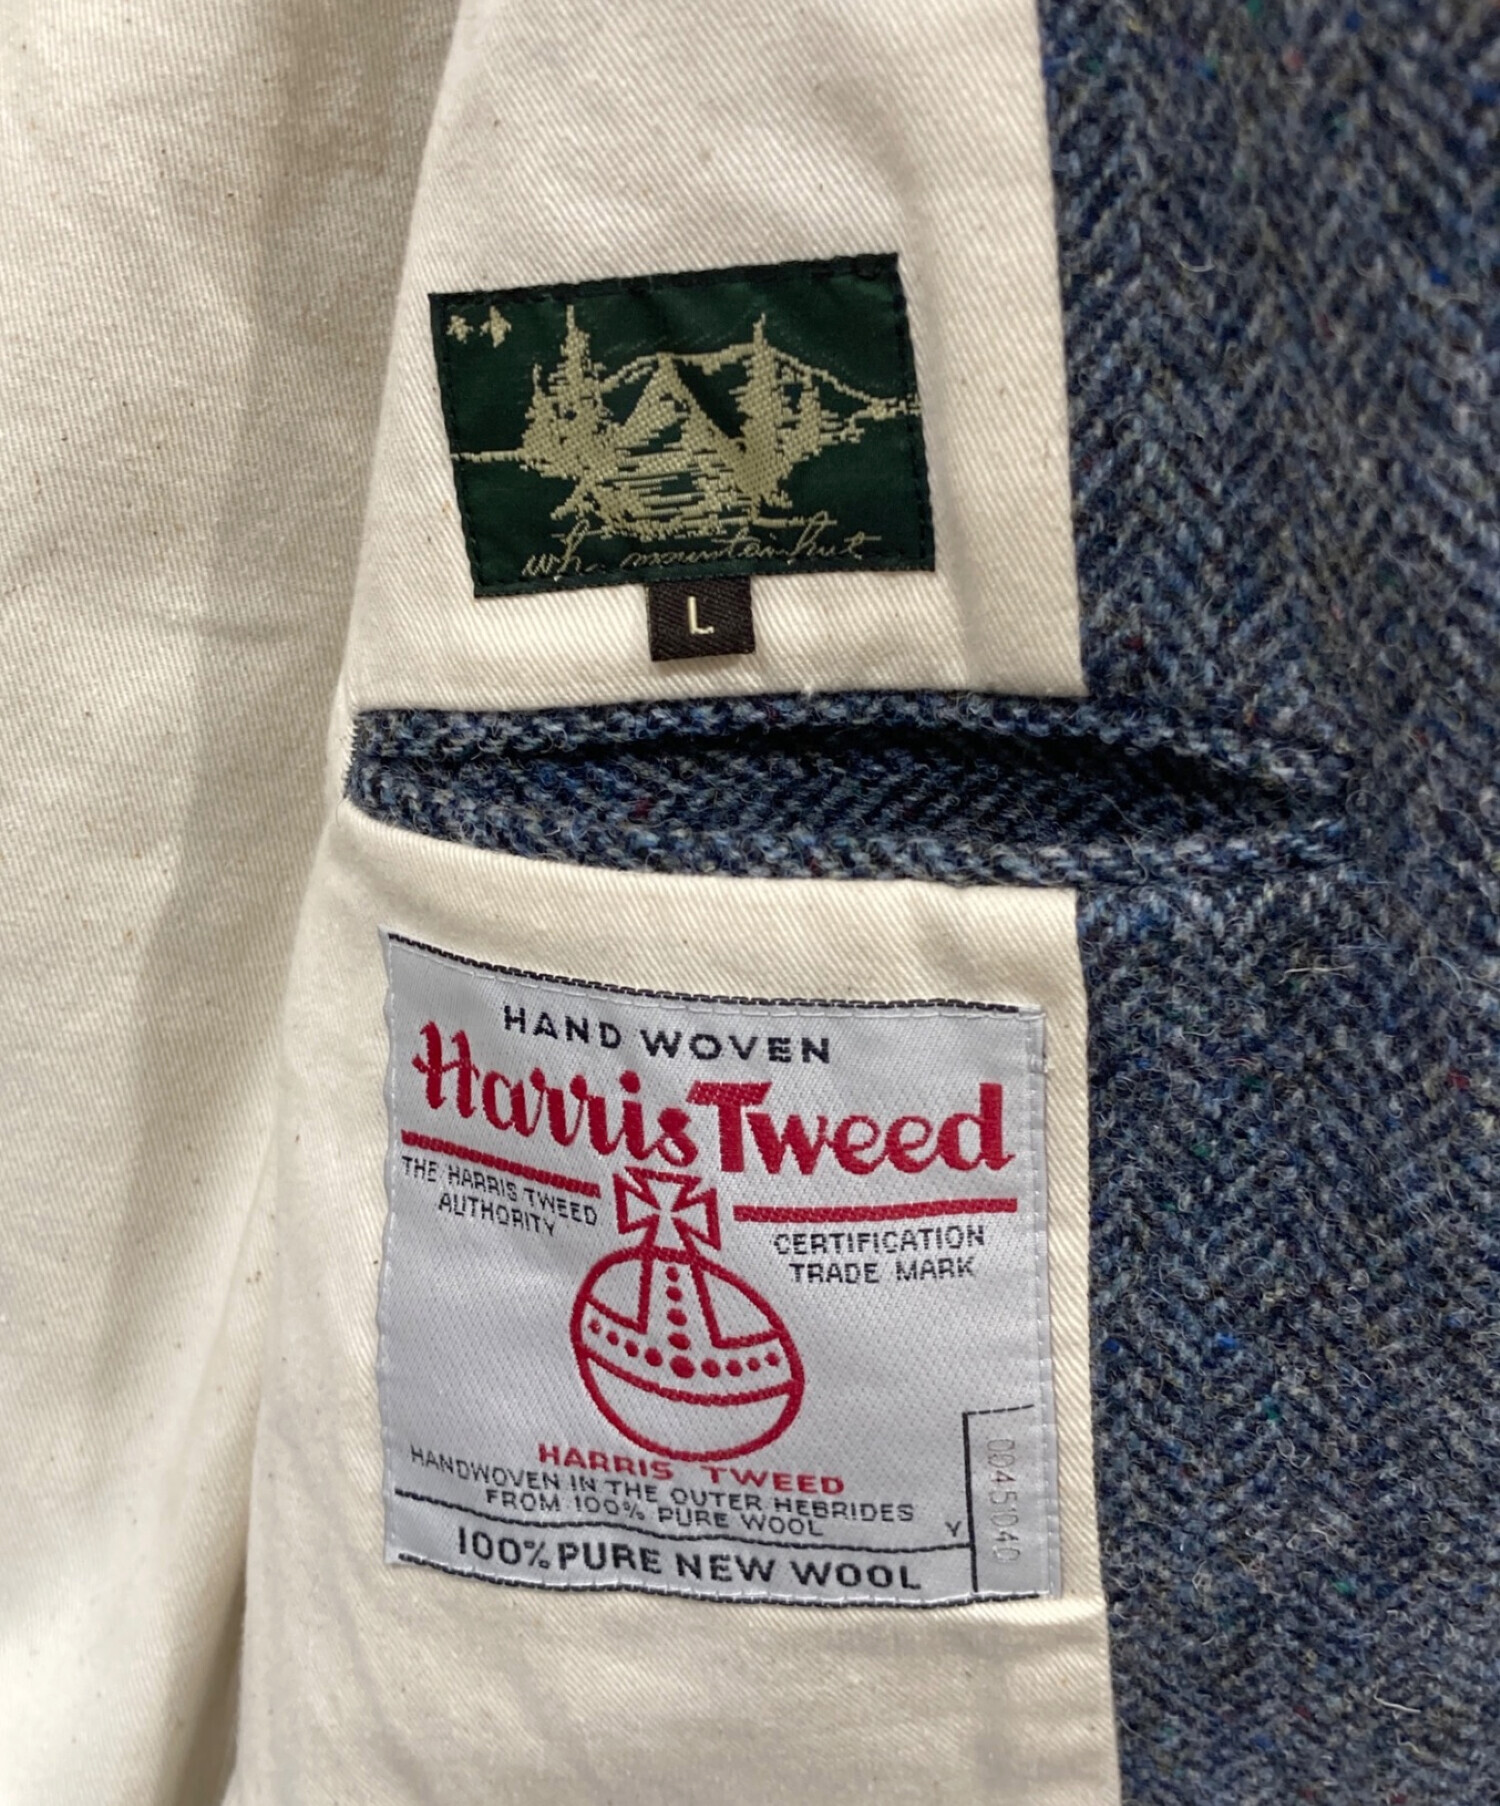 wh. mountain hut
L
HAND WOVEN
Harris Tweed
THE HARRIS TWEED
AUTHORITY
CERTIFICATION
TRADE MARK
HARRIS TWEED
HANDWOVEN IN THE OUTER HEBRIDES
FROM 100% PURE WOOL
Y
100% PURE NEW WOOL